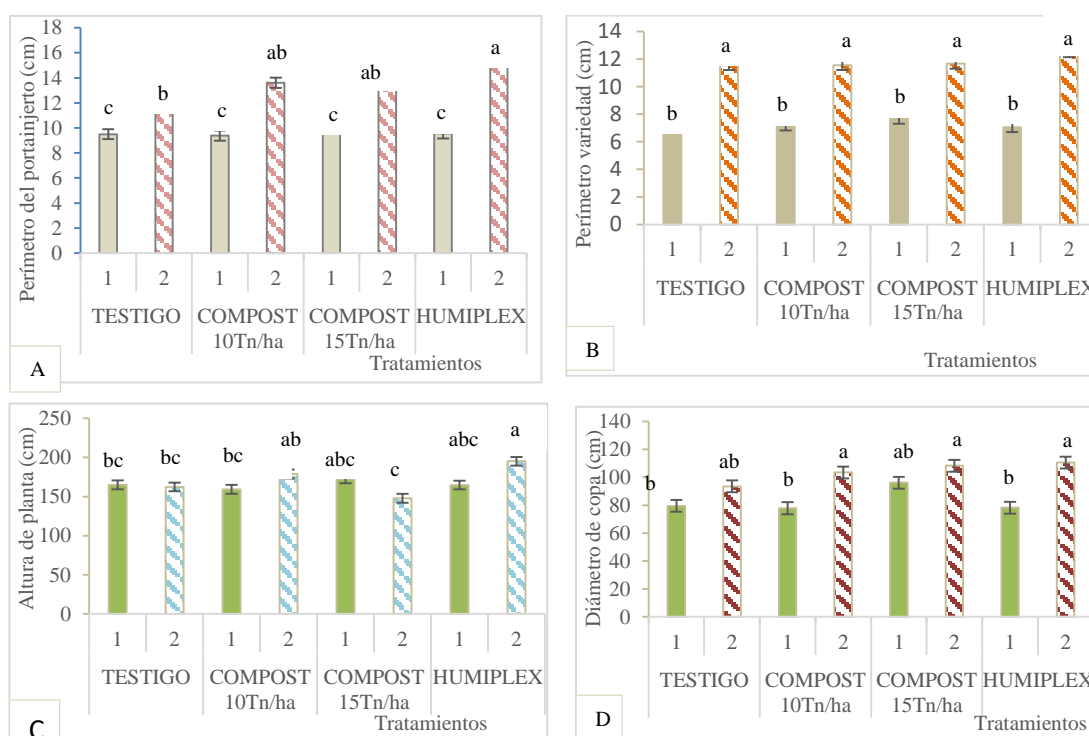 Perímetro del portainjerto (cm)
18
16
14
12
10
8
6
4
2
0
c b c ab c ab c a
1 2 1 2 1 2 1 2
TESTIGO COMPOST COMPOST HUMIPLEX
10Tn/ha 15Tn/ha
Tratamientos
A
Perímetro variedad (cm)
14
12
10
8
6
4
2
0
b a b a b a b a
1 2 1 2 1 2 1 2
TESTIGO COMPOST COMPOST HUMIPLEX
10Tn/ha 15Tn/ha
Tratamientos
B
Altura de planta (cm)
250
200
150
100
50
0
bc bc bc ab abc c abc a
1 2 1 2 1 2 1 2
TESTIGO COMPOST COMPOST HUMIPLEX
10Tn/ha 15Tn/ha
Tratamientos
C
Diámetro de copa (cm)
140
120
100
80
60
40
20
0
b ab b a ab a b a
1 2 1 2 1 2 1 2
TESTIGO COMPOST COMPOST HUMIPLEX
10Tn/ha 15Tn/ha
Tratamientos
D